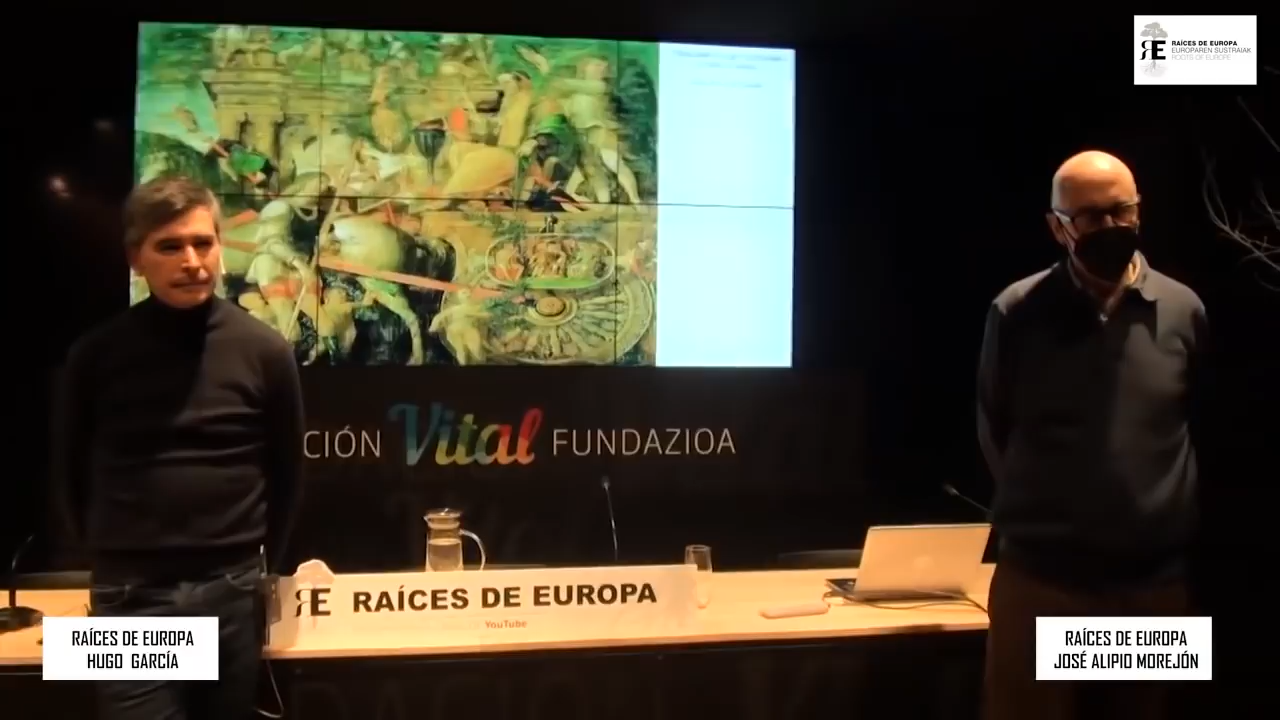 RAÍCES DE EUROPA
EUROPAREN SUSTRAIAK
ROOTS OF EUROPE
CIÓN Vital FUNDAZIOA
RE RAÍCES DE EUROPA
YouTube
RAÍCES DE EUROPA
HUGO GARCÍA
RAÍCES DE EUROPA
JOSÉ ALIPIO MOREJÓN